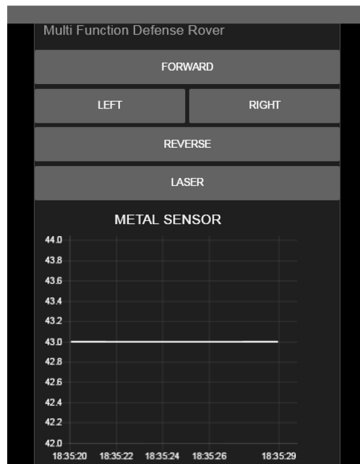 Multi Function Defense Rover
FORWARD
LEFT RIGHT
REVERSE
LASER
METAL SENSOR
44.0
43.8
43.6
43.4
43.2
43.0
42.8
42.6
42.4
42.2
42.0
18:35:20 18:35:22 18:35:24 18:35:26 18:35:29